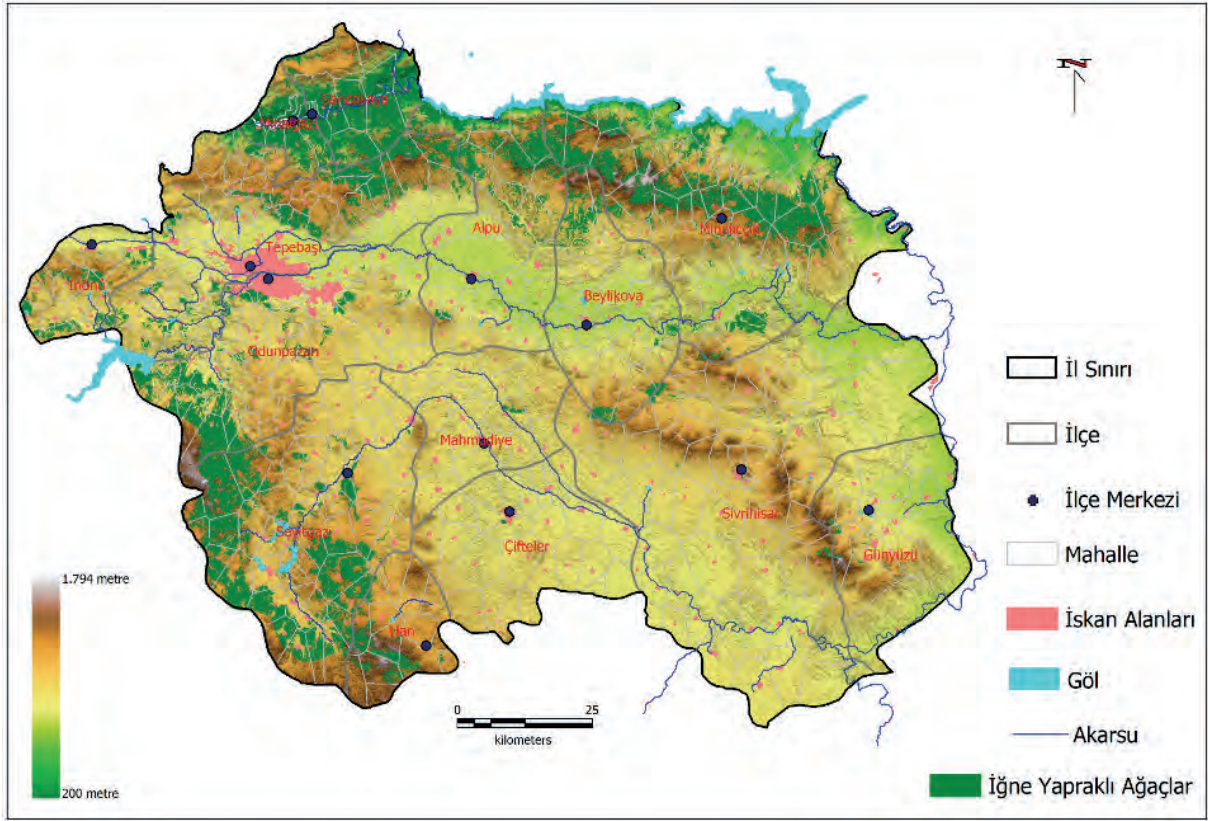 Sarıcakaya
Mihalgazi
Alpu
Mihalıççık
Tepebaşı
İnönü
Beylikova
Odunpazarı
Mahmudiye
Sivrihisar
Seyitgazi
Çifteler
Günyüzü
Han
1.794 metre
200 metre
0 25
kilometers
İl Sınırı
İlçe
İlçe Merkezi
Mahalle
İskan Alanları
Göl
Akarsu
İğne Yapraklı Ağaçlar